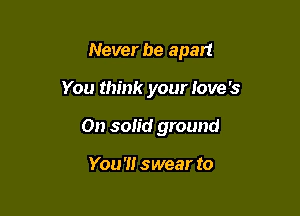 Never be apart
You think your love's
On solid ground
You'll swear to